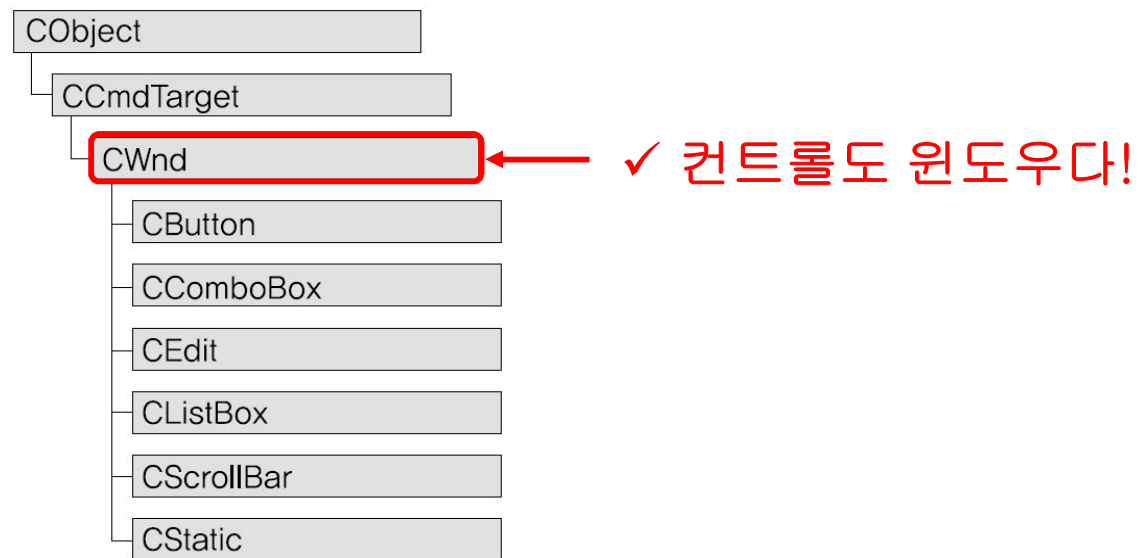 CObject
CCmdTarget
CWnd
✓ 컨트롤도 윈도우다!
CButton
CComboBox
CEdit
CListBox
CScrollBar
CStatic